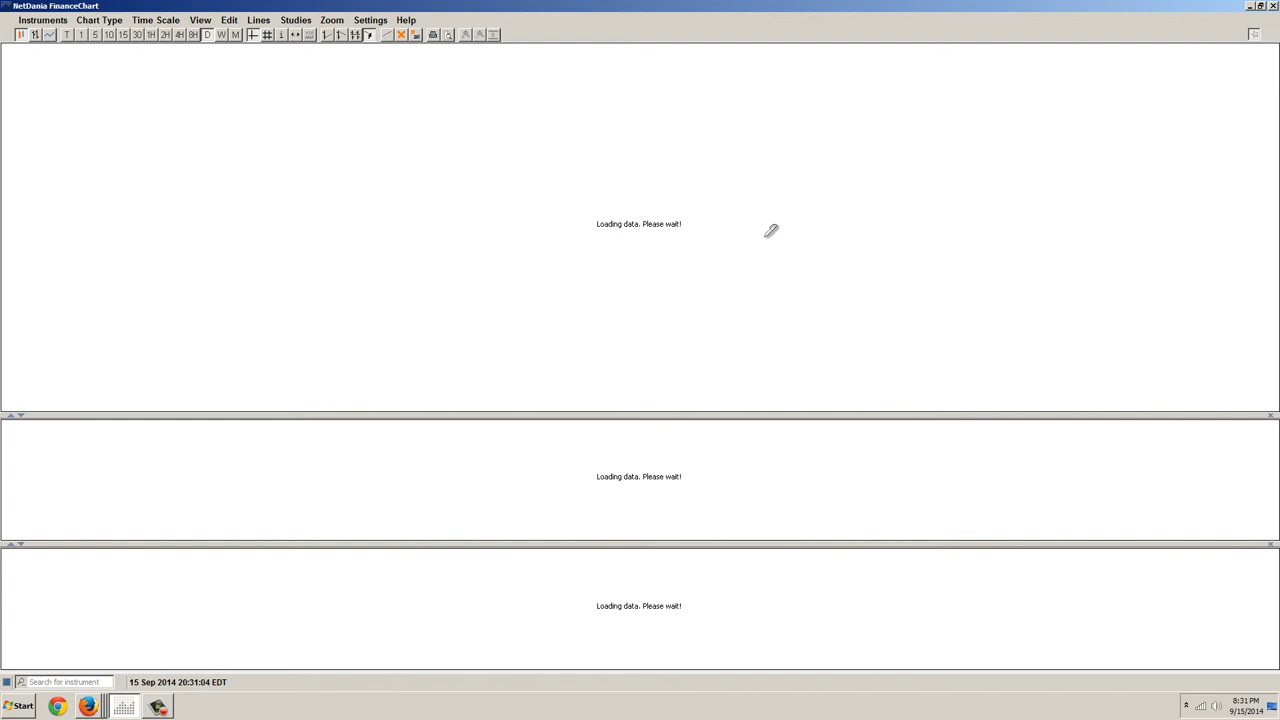 NetDania FinanceChart
Instruments Chart Type Time Scale View Edit Lines Studies Zoom Settings Help
T 1 5 10 15 30 1H 2H 4H 8H D W M
Loading data. Please wait!
Loading data. Please wait!
Loading data. Please wait!
Search for instrument 15 Sep 2014 20:31:04 EDT
Start 8:31 PM
9/15/2014